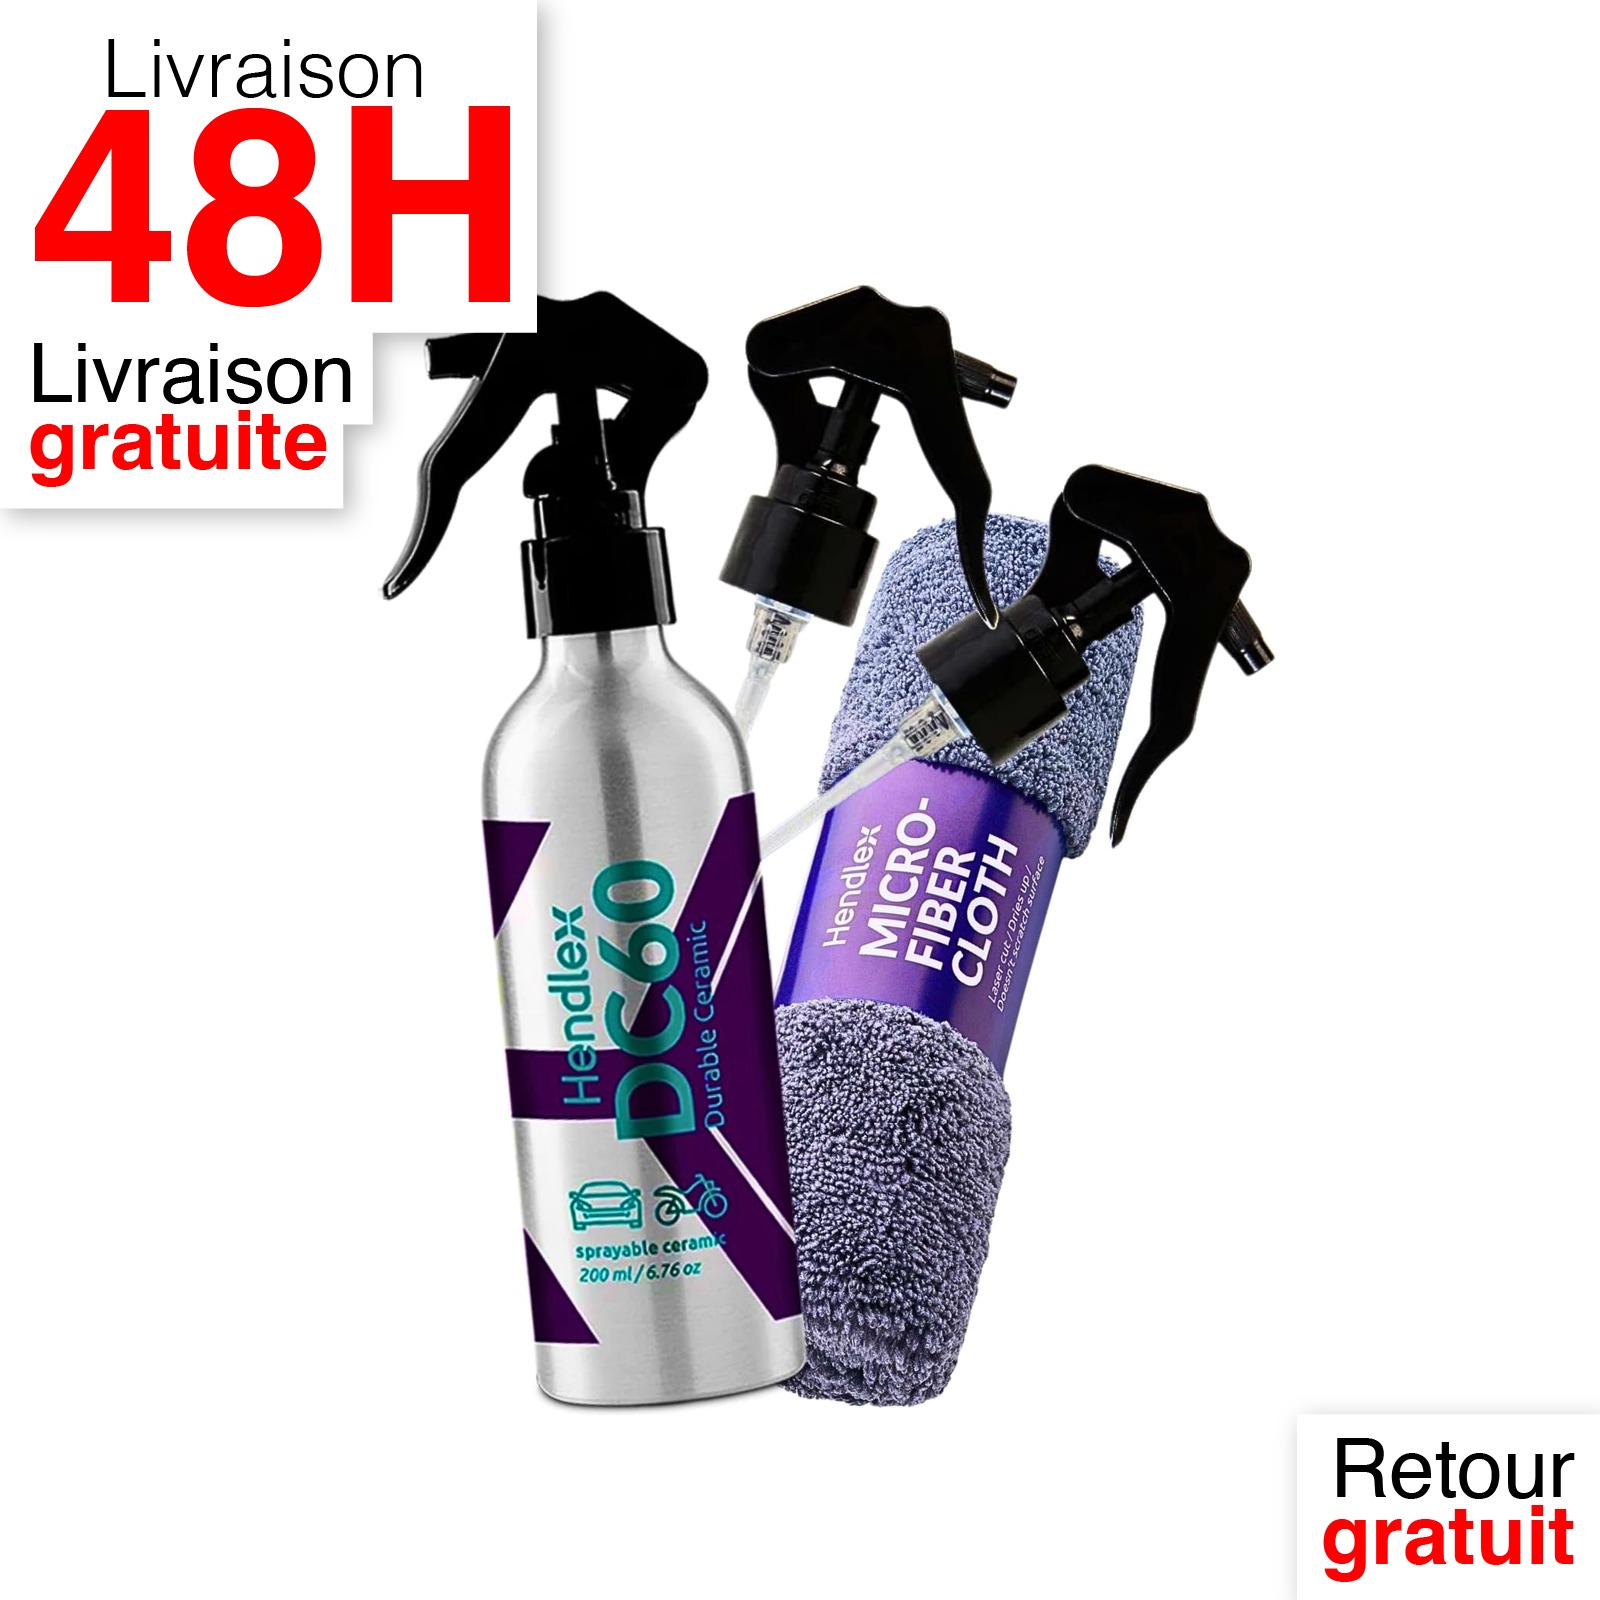 Livraison
48H
Livraison
gratuite
Hendlex
DC60
Durable Ceramic
sprayable ceramic
200 ml / 6.76 oz
Hendlex
MICRO-
FIBER
CLOTH
Laser cut / Dries up /
Doesn't scratch surface
Retour
gratuit